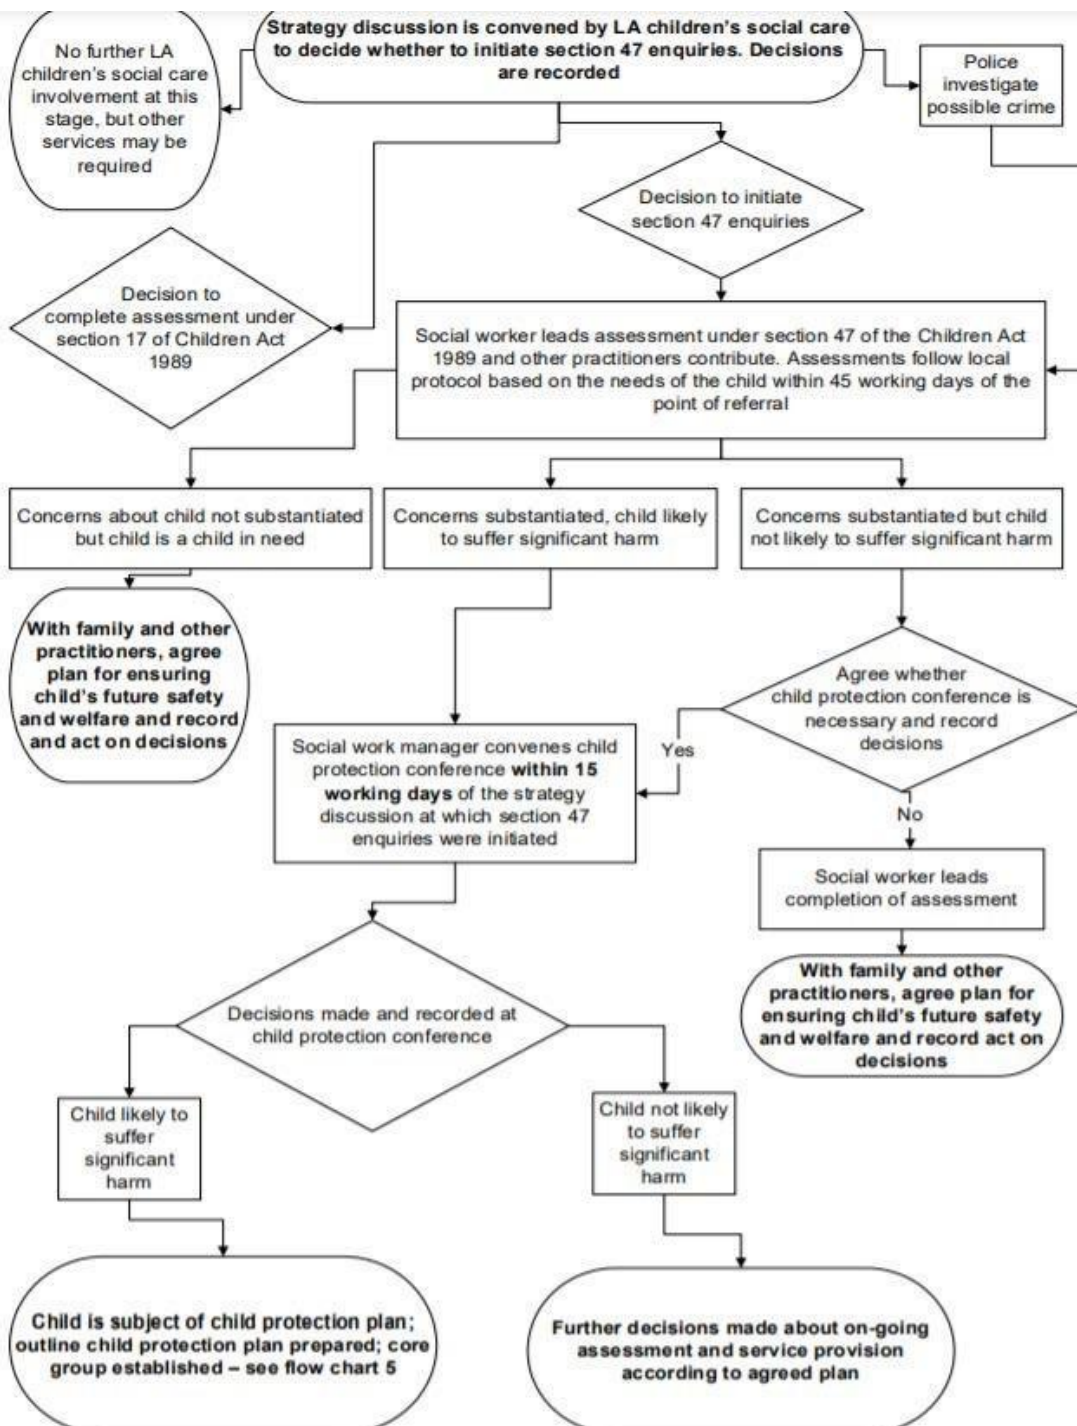 Strategy discussion is convened by LA children's social care
to decide whether to initiate section 47 enquiries. Decisions
are recorded
No further LA
children's social care
involvement at this
stage, but other
services may be
required
Police
investigate
possible crime
Decision to initiate
section 47 enquiries
Decision to
complete assessment under
section 17 of Children Act
1989
Social worker leads assessment under section 47 of the Children Act
1989 and other practitioners contribute. Assessments follow local
protocol based on the needs of the child within 45 working days of the
point of referral
Concerns about child not substantiated
but child is a child in need
Concerns substantiated, child likely
to suffer significant harm
Concerns substantiated but child
not likely to suffer significant harm
With family and other
practitioners, agree
plan for ensuring
child's future safety
and welfare and record
and act on decisions
Agree whether
child protection conference is
necessary and record
decisions
Yes
No
Social work manager convenes child
protection conference within 15
working days of the strategy
discussion at which section 47
enquiries were initiated
Social worker leads
completion of assessment
With family and other
practitioners, agree plan for
ensuring child's future safety
and welfare and record act on
decisions
Decisions made and recorded at
child protection conference
Child likely to
suffer
significant
harm
Child not likely
to suffer
significant
harm
Child is subject of child protection plan;
outline child protection plan prepared; core
group established – see flow chart 5
Further decisions made about on-going
assessment and service provision
according to agreed plan